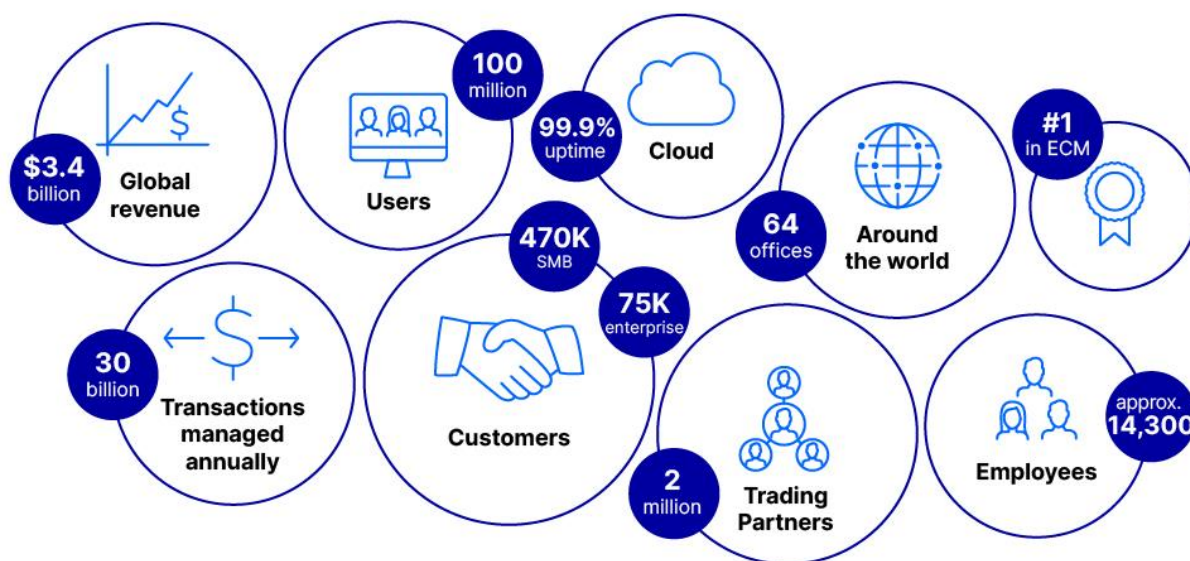 $3.4
billion
Global
revenue
100
million
Users
99.9%
uptime
Cloud
64
offices
Around
the world
#1
in ECM
30
billion
Transactions
managed
annually
470K
SMB
75K
enterprise
Customers
2
million
Trading
Partners
approx.
14,300
Employees